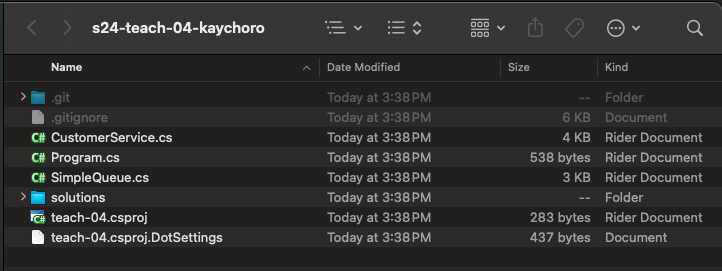 s24-teach-04-kaychoro
Name Date Modified Size Kind
.git Today at 3:38 PM -- Folder
.gitignore Today at 3:38 PM 6 KB Document
C# CustomerService.cs Today at 3:38 PM 4 KB Rider Document
C# Program.cs Today at 3:38 PM 538 bytes Rider Document
C# SimpleQueue.cs Today at 3:38 PM 3 KB Rider Document
solutions Today at 3:38 PM -- Folder
teach-04.csproj Today at 3:38 PM 283 bytes Rider Document
teach-04.csproj.DotSettings Today at 3:38 PM 437 bytes Document